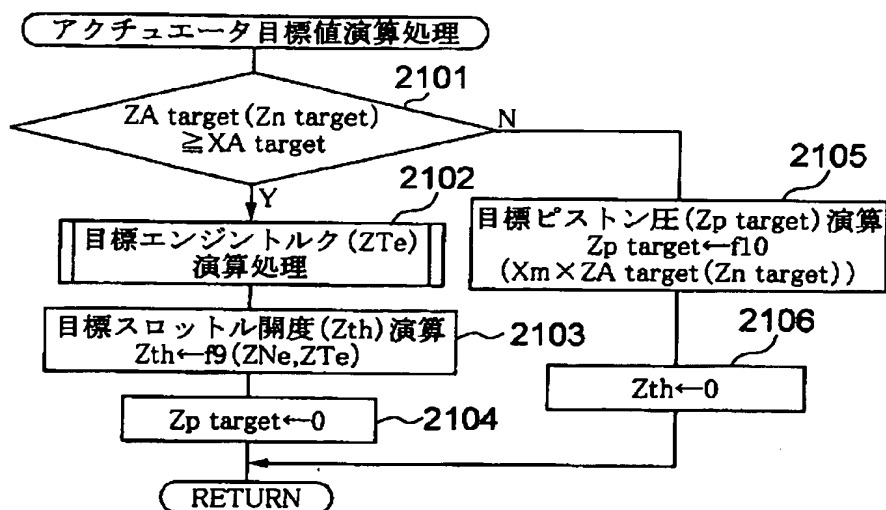 アクチュエータ目標値演算処理
2101
ZA target(Zn target)
≧XA target
N
Y
2102
目標エンジントルク(ZTe)
演算処理
目標スロットル開度(Zth)演算
Zth←f9(ZNe,ZTe)
2103
Zp target←0
2104
2105
目標ピストン圧(Zp target)演算
Zp target←f10
(Xm×ZA target(Zn target))
2106
Zth←0
RETURN